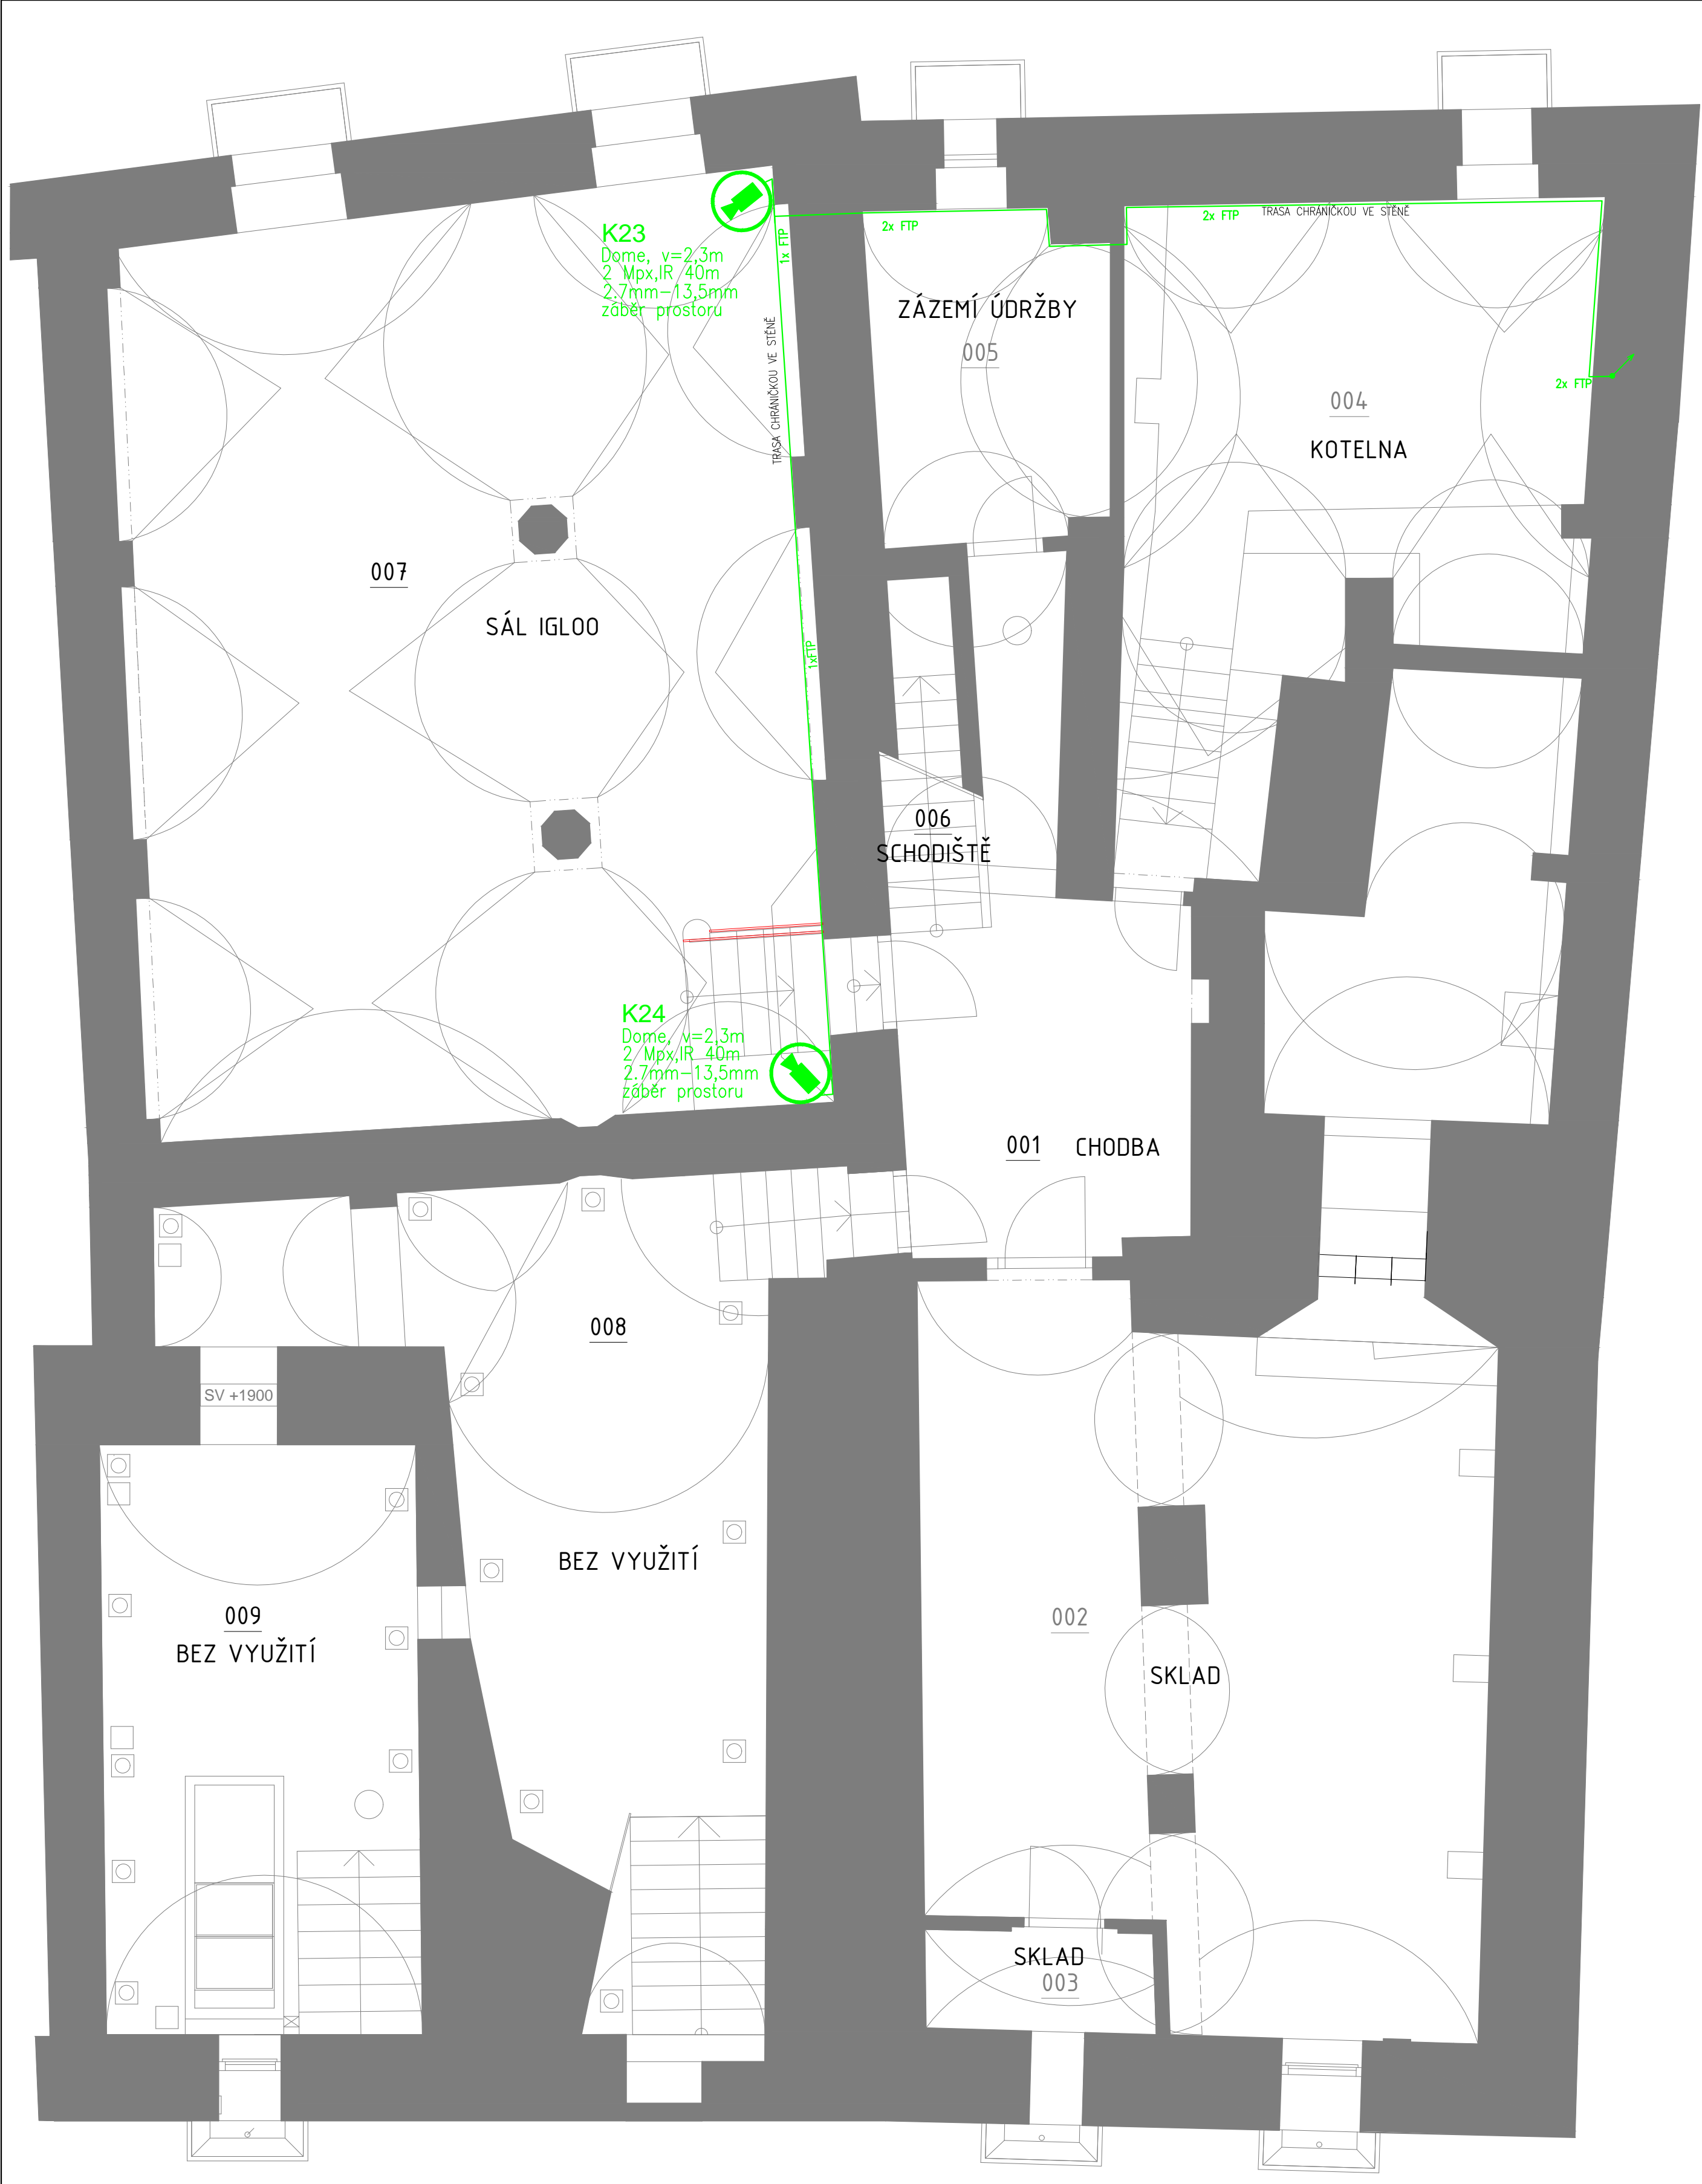 K23
Dome, v=2,3m
2 Mpx,IR 40m
2.7mm-13,5mm
záběr prostoru
1x FTP
TRASA CHRÁNIČKOU VE STĚNĚ
2x FTP
2x FTP
TRASA CHRÁNIČKOU VE STĚNĚ
ZÁZEMÍ ÚDRŽBY
005
2x FTP
004
KOTELNA
007
SÁL IGLOO
1xFTP
006
SCHODIŠTĚ
K24
Dome, v=2,3m
2 Mpx,IR 40m
2.7mm-13,5mm
záběr prostoru
001 CHODBA
008
SV +1900
BEZ VYUŽITÍ
009
BEZ VYUŽITÍ
002
SKLAD
SKLAD
003